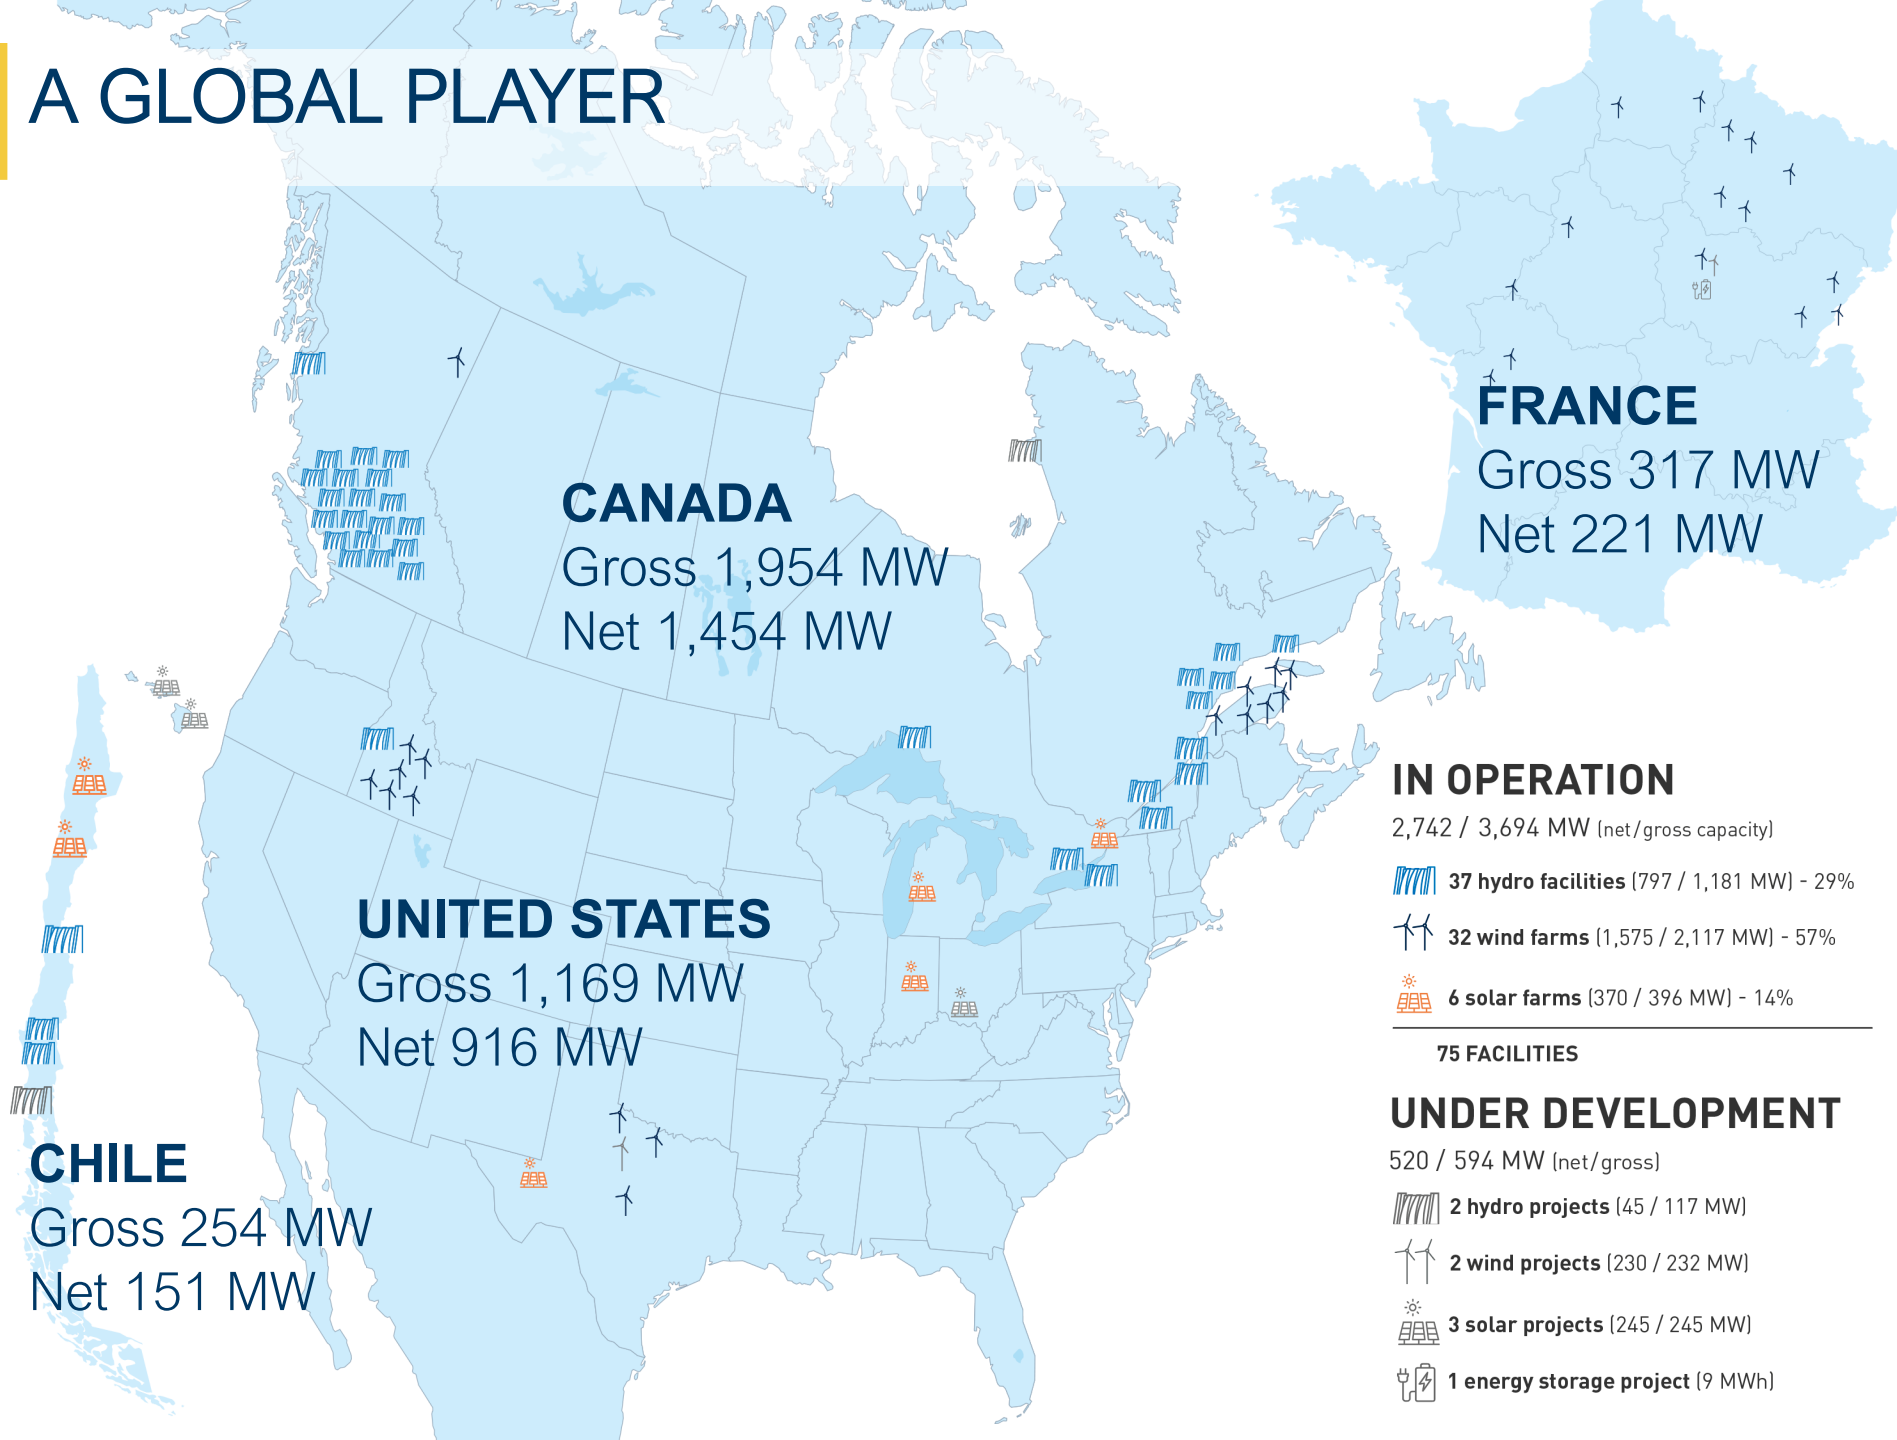 A GLOBAL PLAYER
FRANCE
Gross 317 MW
Net 221 MW
CANADA
Gross 1,954 MW
Net 1,454 MW
UNITED STATES
Gross 1,169 MW
Net 916 MW
CHILE
Gross 254 MW
Net 151 MW
IN OPERATION
2,742 / 3,694 MW (net/gross capacity)
37 hydro facilities (797 / 1,181 MW) - 29%
32 wind farms (1,575 / 2,117 MW) - 57%
6 solar farms (370 / 396 MW) - 14%
75 FACILITIES
UNDER DEVELOPMENT
520 / 594 MW (net/gross)
2 hydro projects (45 / 117 MW)
2 wind projects (230 / 232 MW)
3 solar projects (245 / 245 MW)
1 energy storage project (9 MWh)